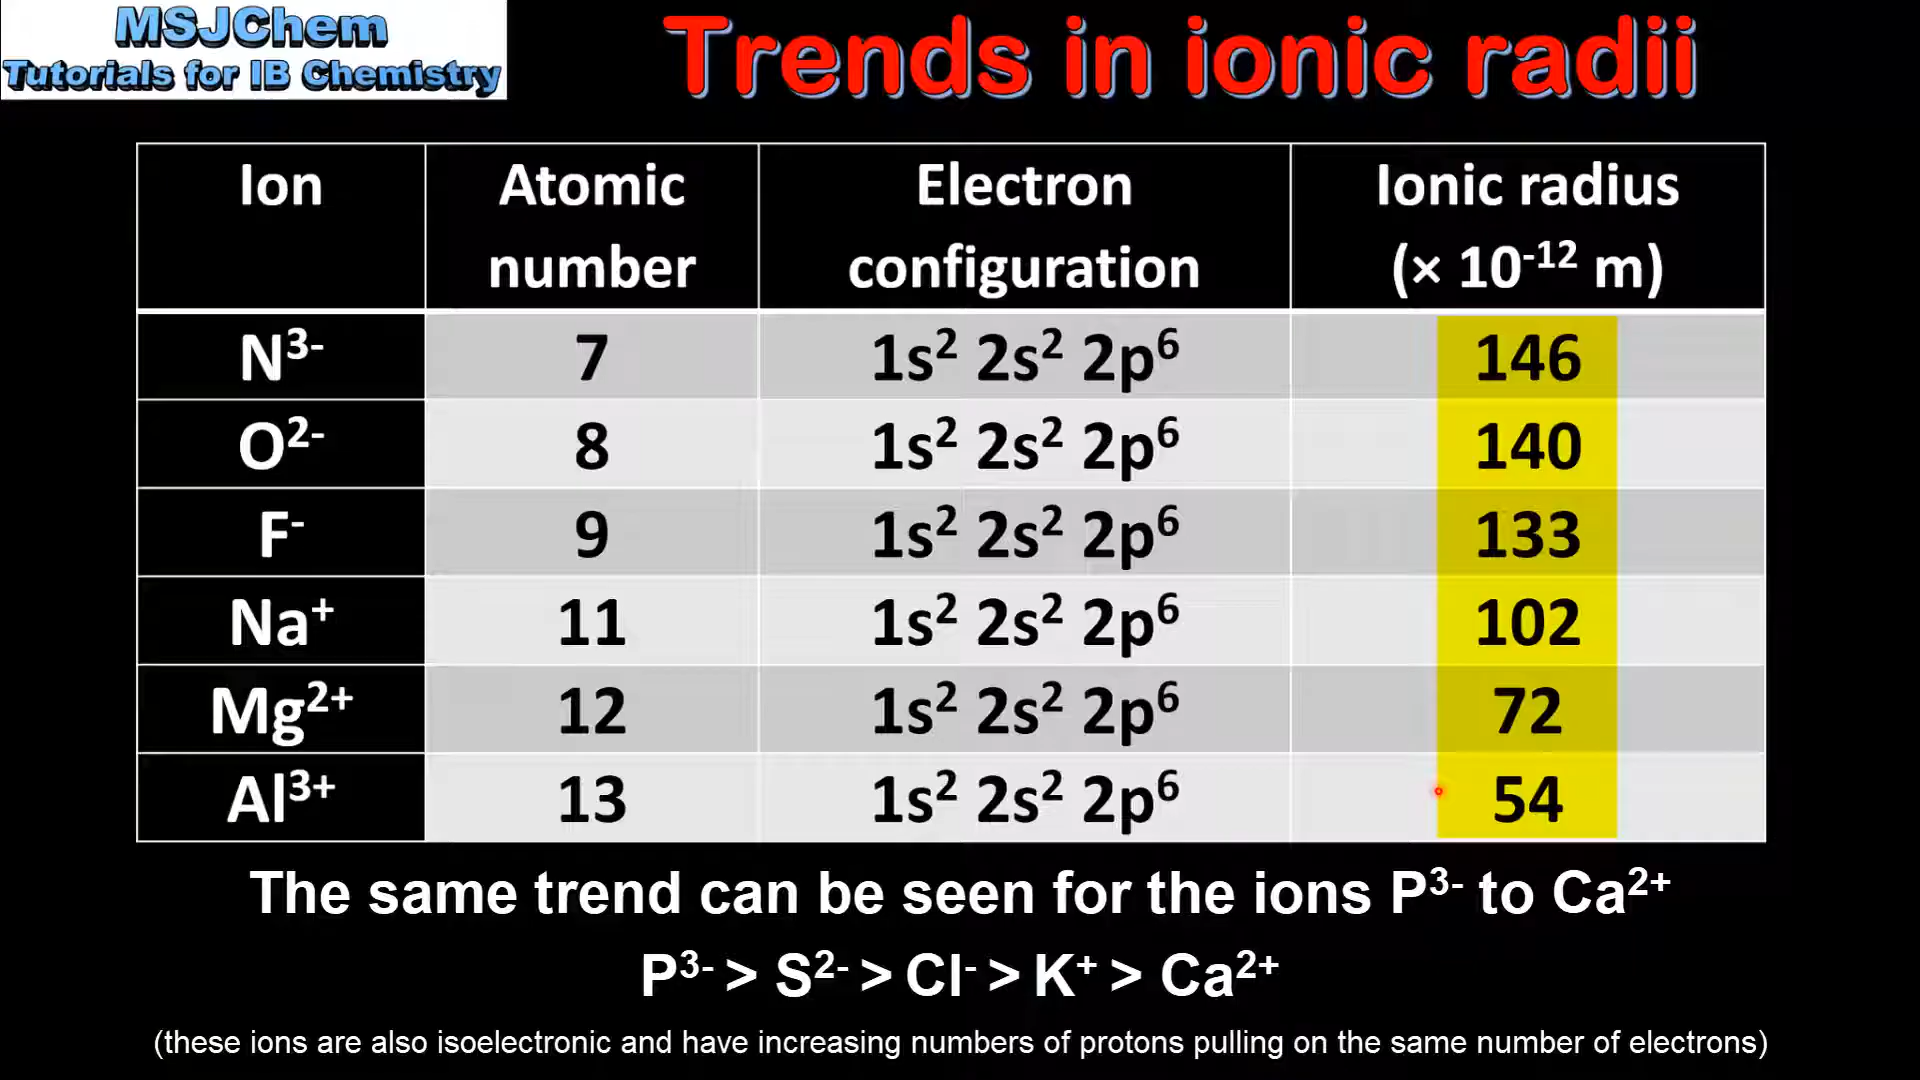 MSJChem
Tutorials for IB Chemistry
Trends in ionic radii
Ion | Atomic number | Electron configuration | Ionic radius (× 10⁻¹² m)
N³⁻ | 7 | 1s² 2s² 2p⁶ | 146
O²⁻ | 8 | 1s² 2s² 2p⁶ | 140
F⁻ | 9 | 1s² 2s² 2p⁶ | 133
Na⁺ | 11 | 1s² 2s² 2p⁶ | 102
Mg²⁺ | 12 | 1s² 2s² 2p⁶ | 72
Al³⁺ | 13 | 1s² 2s² 2p⁶ | 54
The same trend can be seen for the ions P³⁻ to Ca²⁺
P³⁻ > S²⁻ > Cl⁻ > K⁺ > Ca²⁺
(these ions are also isoelectronic and have increasing numbers of protons pulling on the same number of electrons)